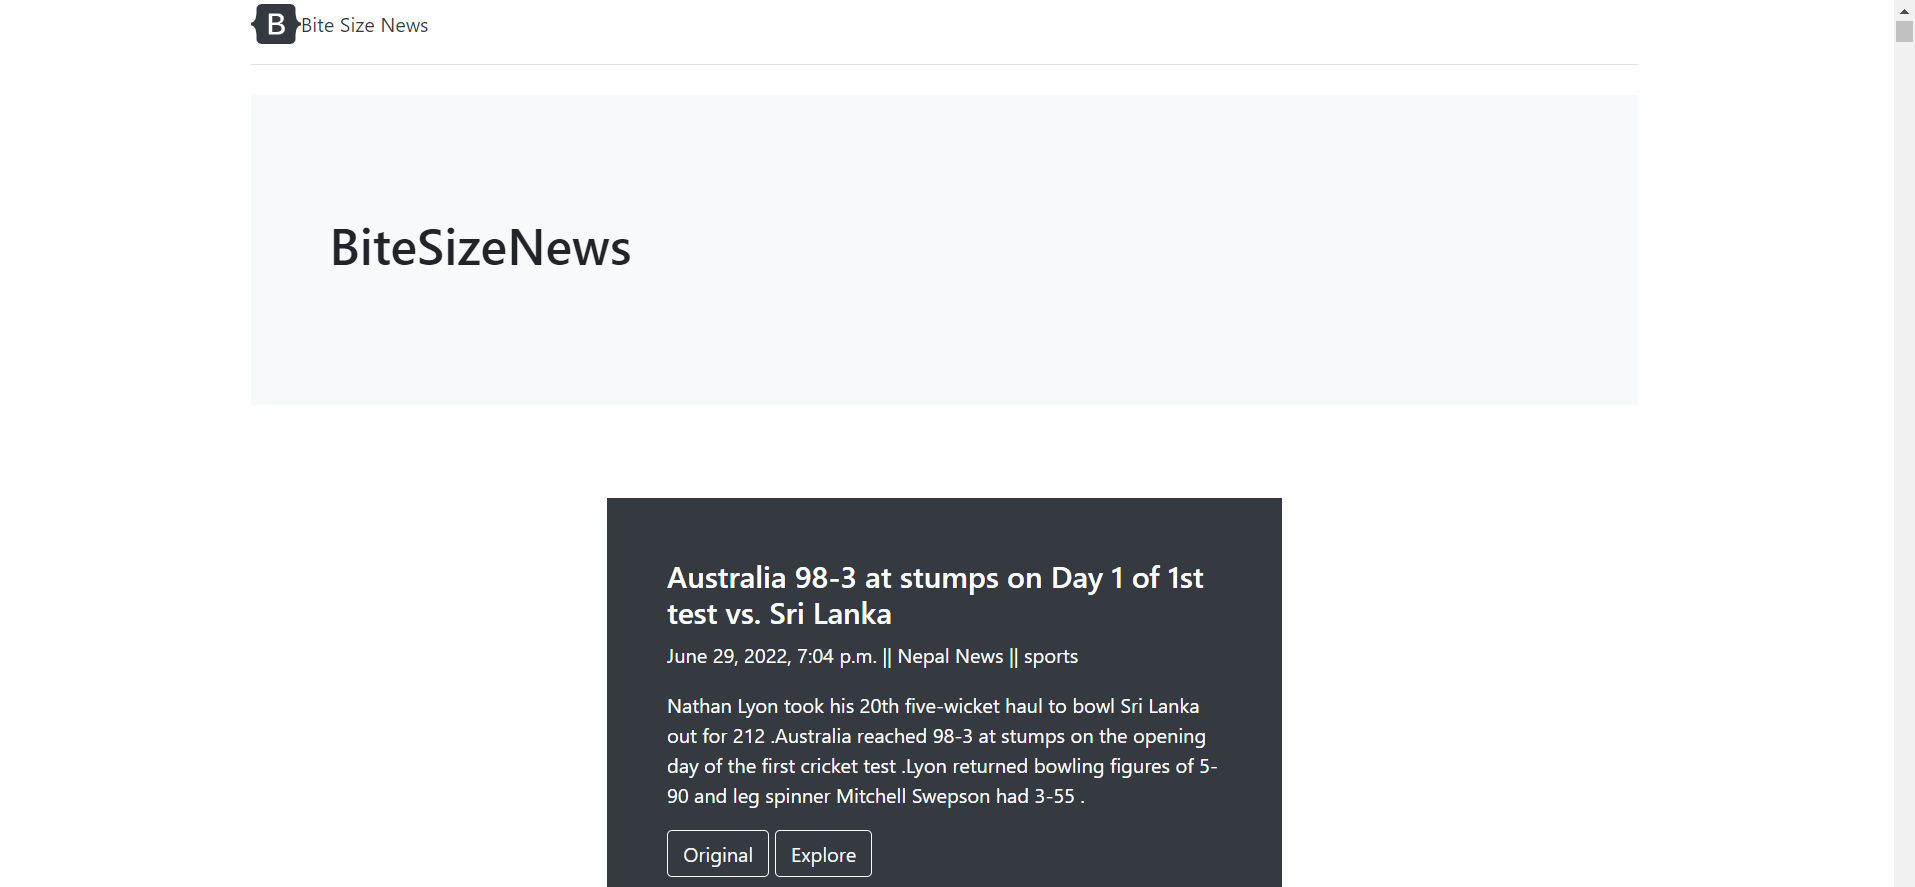 B Bite Size News
BiteSizeNews
Australia 98-3 at stumps on Day 1 of 1st
test vs. Sri Lanka
June 29, 2022, 7:04 p.m. || Nepal News || sports
Nathan Lyon took his 20th five-wicket haul to bowl Sri Lanka
out for 212 .Australia reached 98-3 at stumps on the opening
day of the first cricket test .Lyon returned bowling figures of 5-
90 and leg spinner Mitchell Swepson had 3-55 .
Original Explore